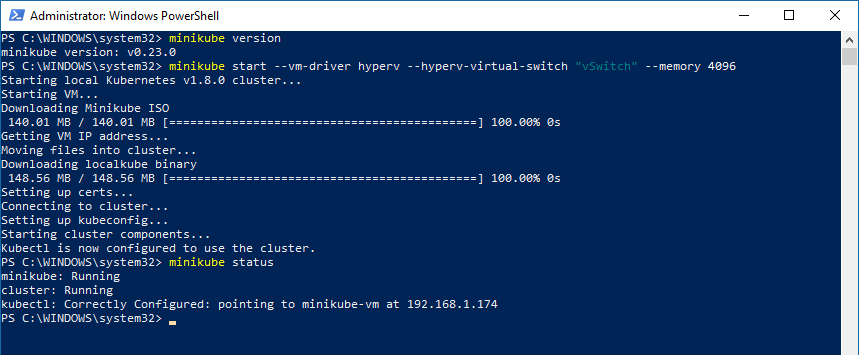 Administrator: Windows PowerShell
PS C:\WINDOWS\system32> minikube version
minikube version: v0.23.0
PS C:\WINDOWS\system32> minikube start --vm-driver hyperv --hyperv-virtual-switch "vSwitch" --memory 4096
Starting local Kubernetes v1.8.0 cluster...
Starting VM...
Downloading Minikube ISO
 140.01 MB / 140.01 MB [============================================] 100.00% 0s
Getting VM IP address...
Moving files into cluster...
Downloading localkube binary
 148.56 MB / 148.56 MB [============================================] 100.00% 0s
Setting up certs...
Connecting to cluster...
Setting up kubeconfig...
Starting cluster components...
Kubectl is now configured to use the cluster.
PS C:\WINDOWS\system32> minikube status
minikube: Running
cluster: Running
kubectl: Correctly Configured: pointing to minikube-vm at 192.168.1.174
PS C:\WINDOWS\system32>